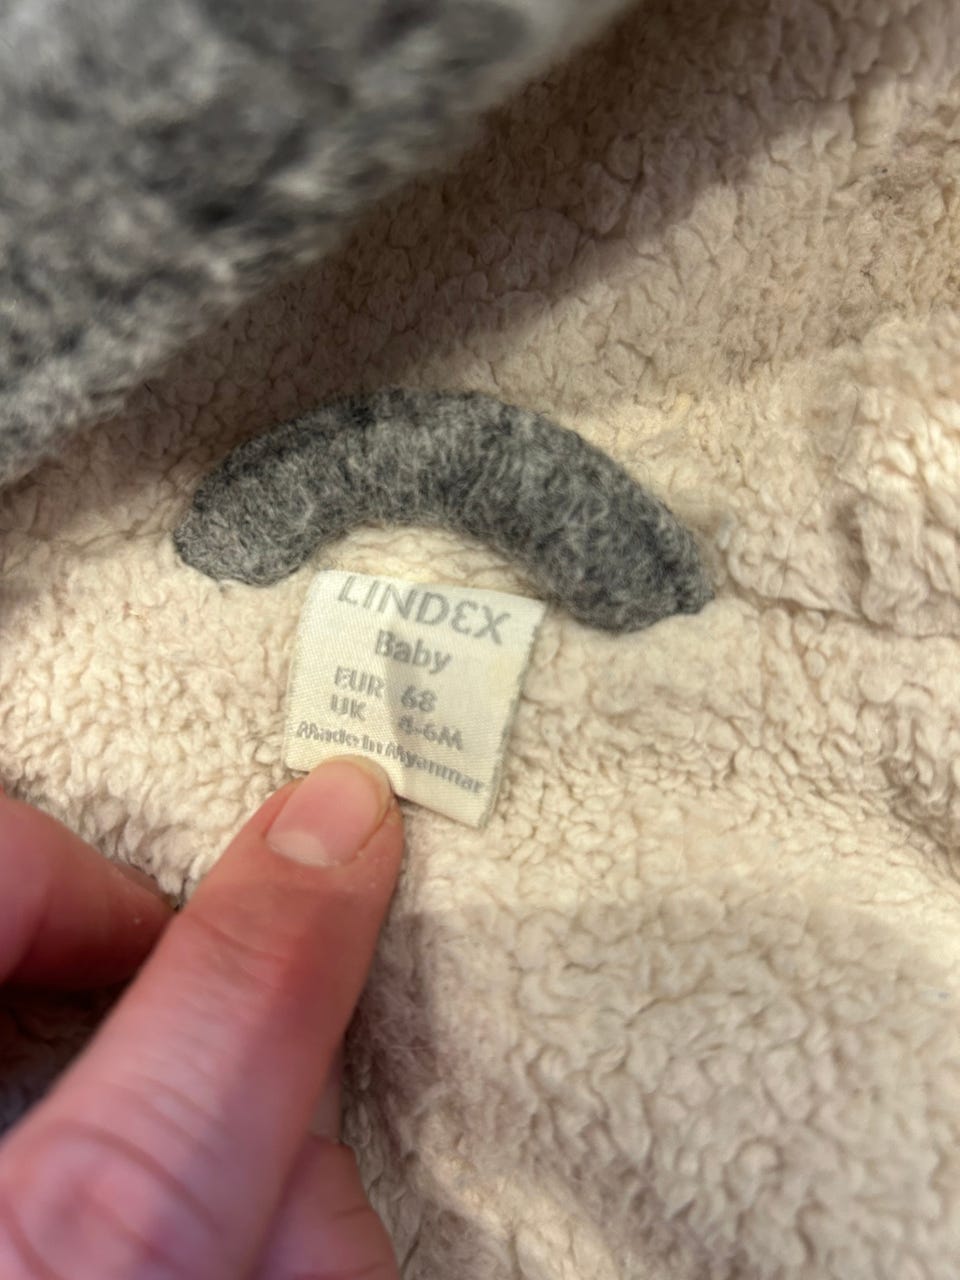 LINDEX
Baby
EUR 68
UK 4-6M
Made in Myanmar